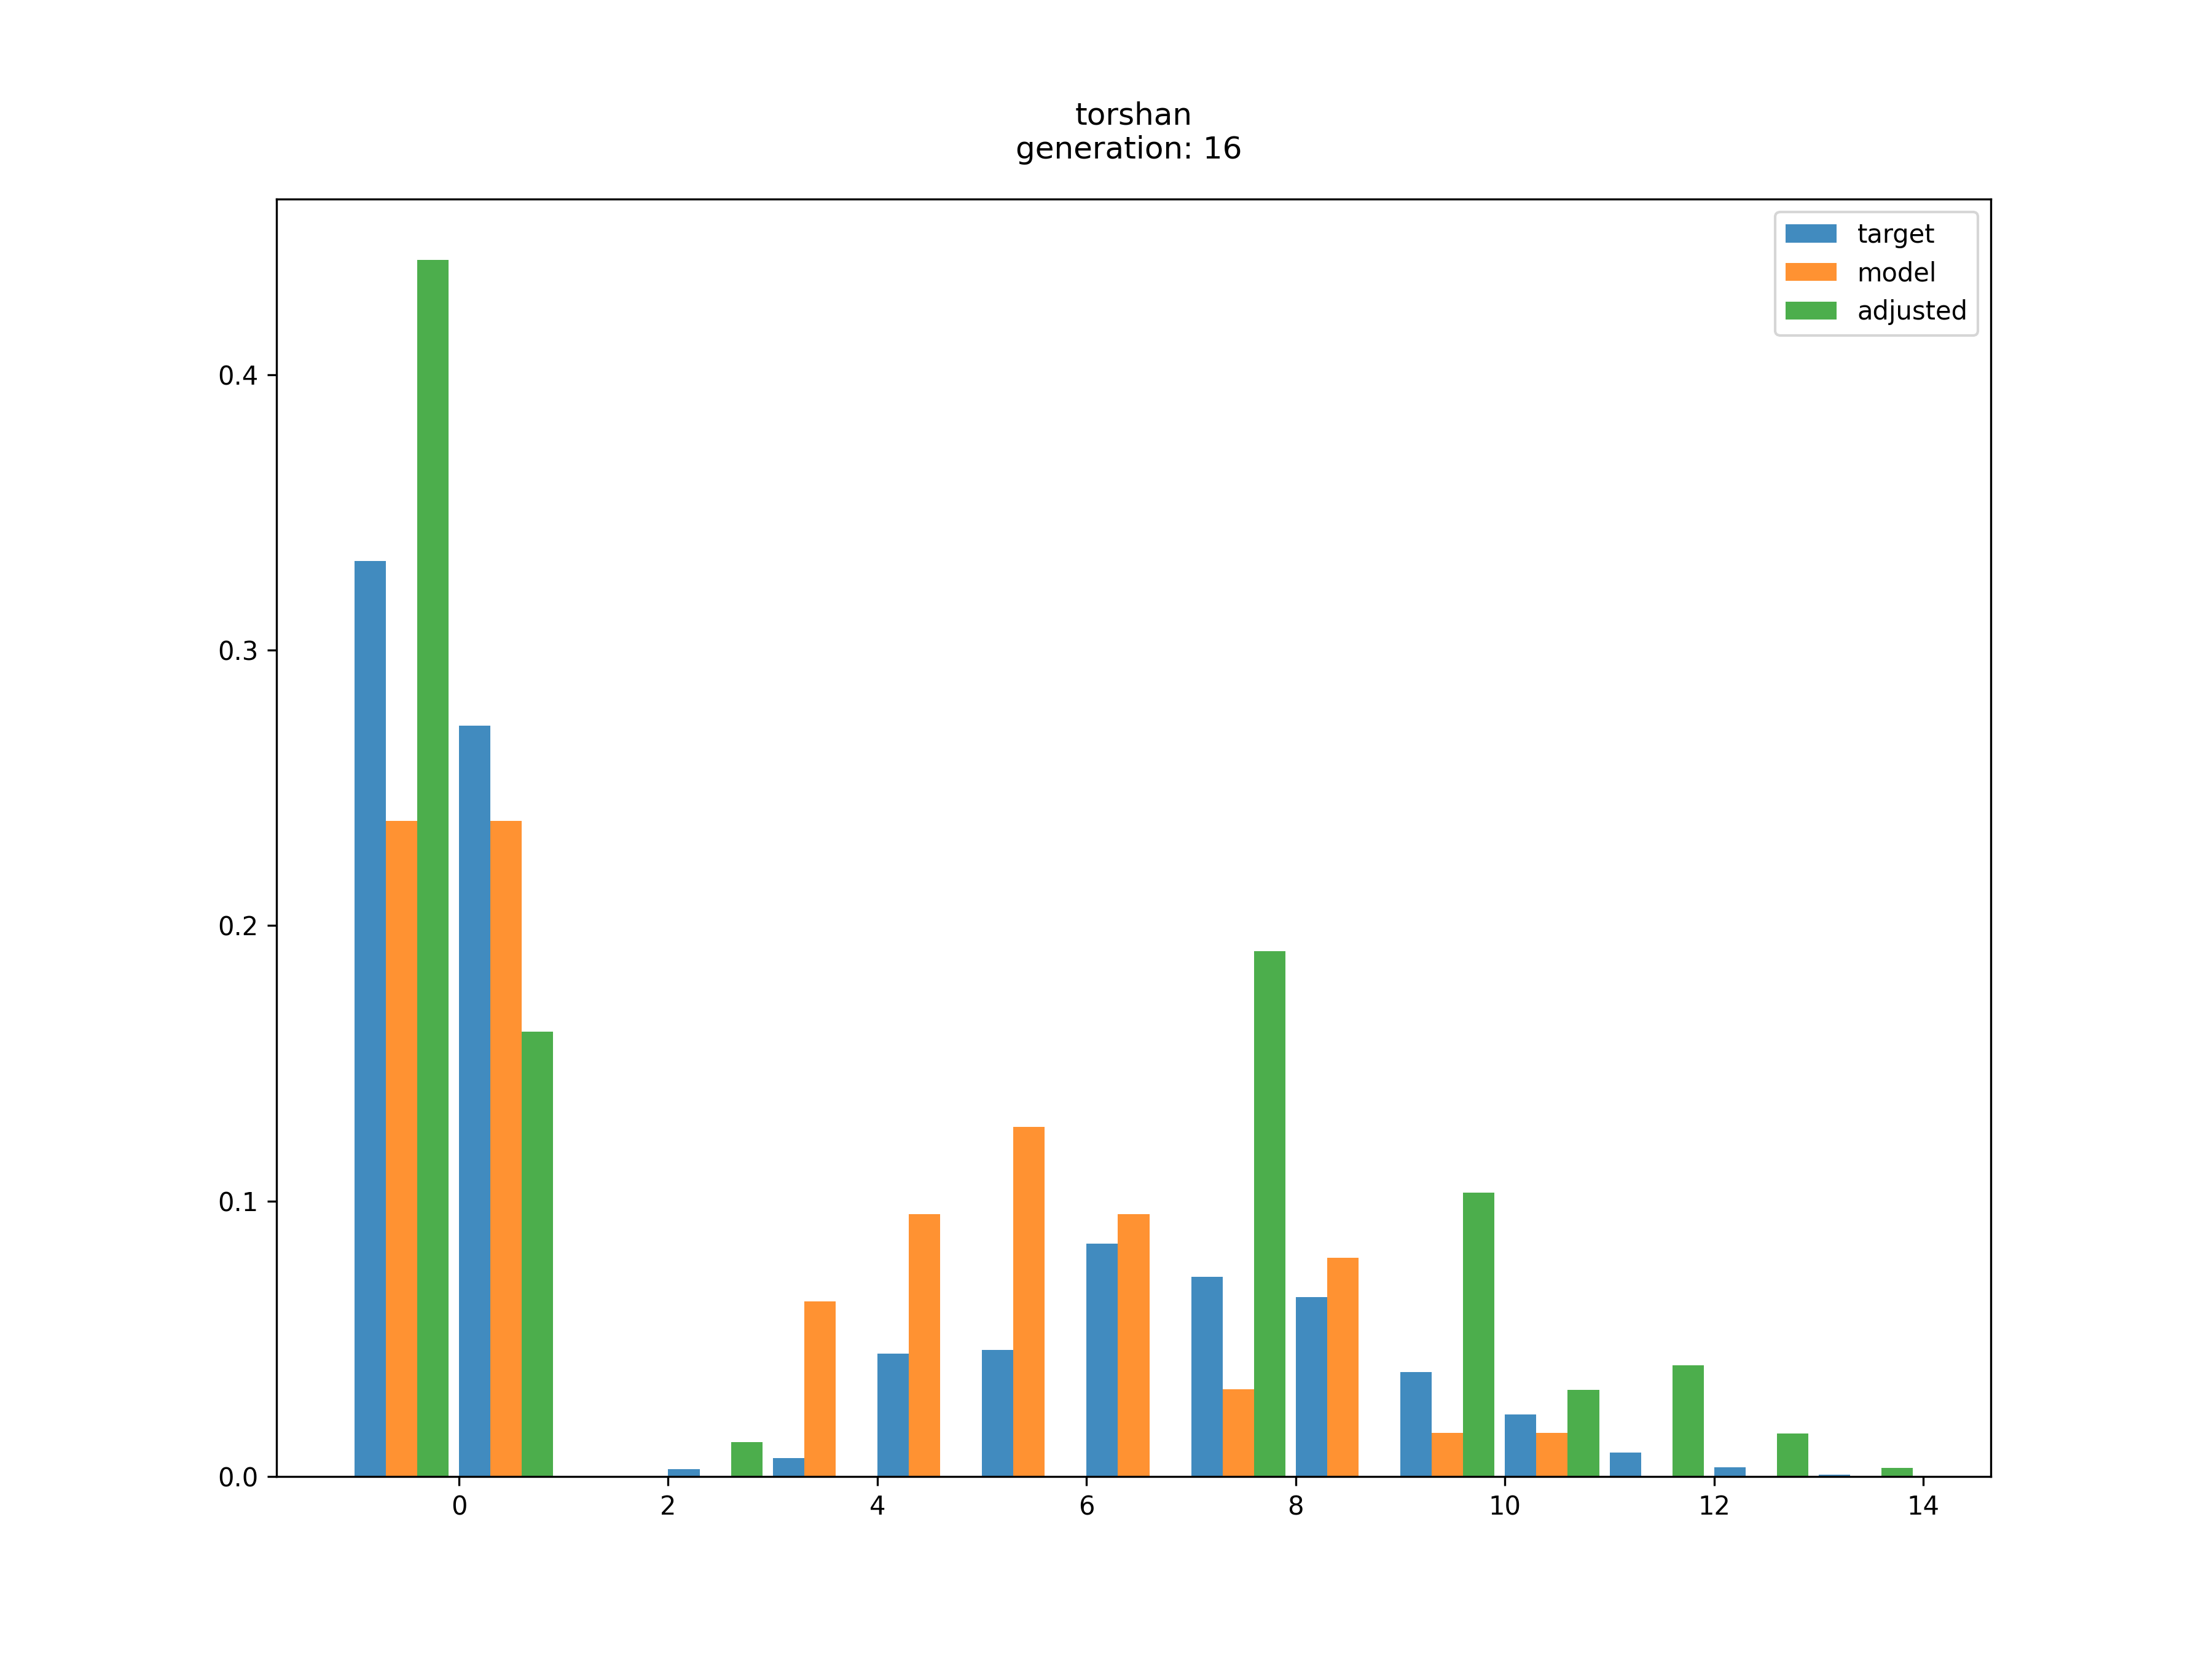 torshan
generation: 16
target
model
adjusted
0.4
0.3
0.2
0.1
0.0
0 2 4 6 8 10 12 14